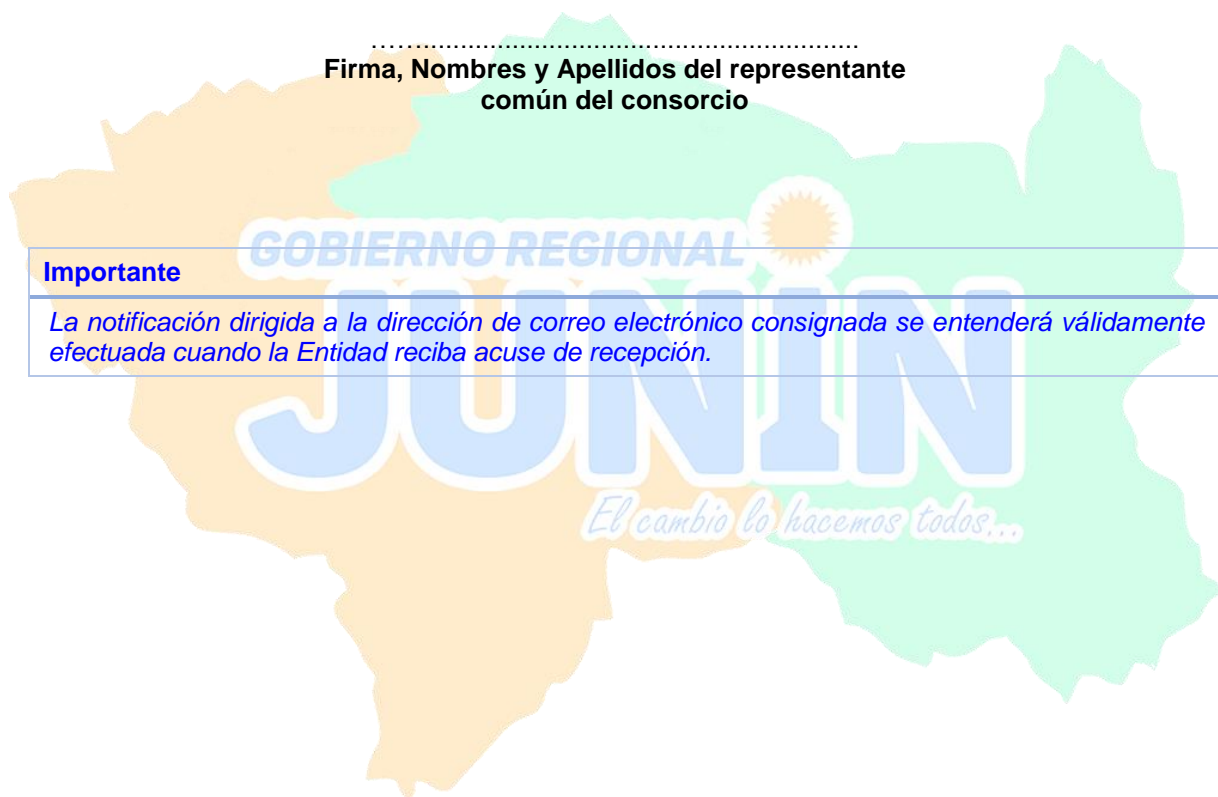 …….........................................................
Firma, Nombres y Apellidos del representante
común del consorcio
GOBIERNO REGIONAL
Importante
La notificación dirigida a la dirección de correo electrónico consignada se entenderá válidamente
efectuada cuando la Entidad reciba acuse de recepción.
JUNIN
El cambio lo hacemos todos...